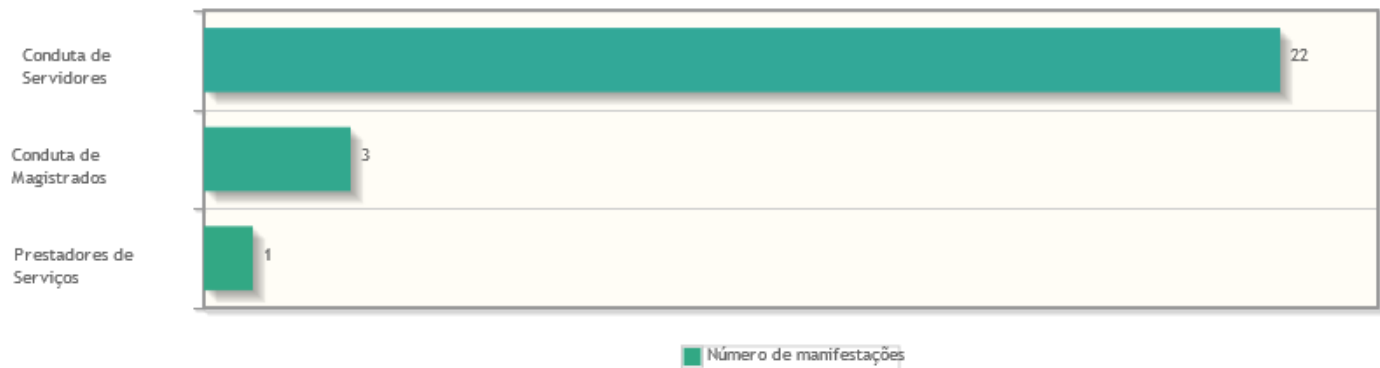 Conduta de
Servidores
22
Conduta de
Magistrados
3
Prestadores de
Serviços
1
Número de manifestações